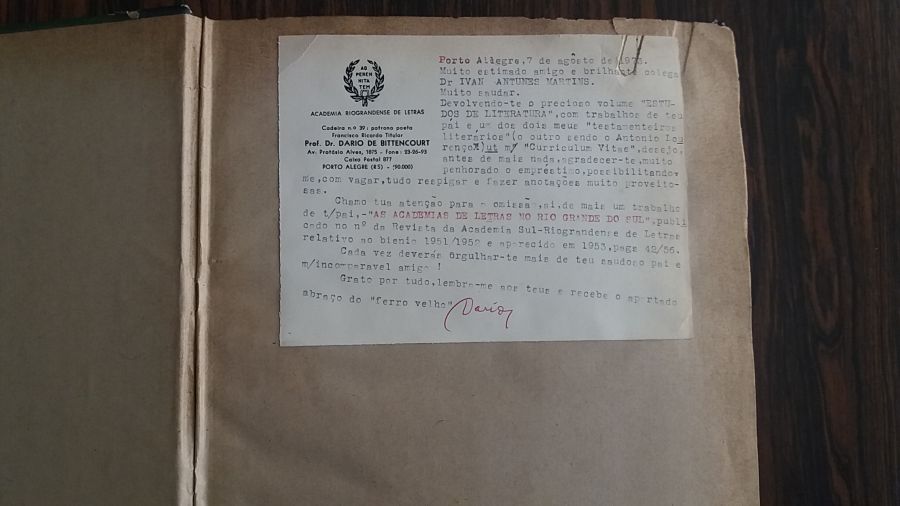 AD
PEREN
NITA
TEM
ACADEMIA RIOGRANDENSE DE LETRAS
Cadeira n.o 39 : patrono poeta
Francisco Ricardo Titular
Prof. Dr. DARIO DE BITTENCOURT
Av. Protásio Alves, 1875 - Fone : 23-26-93
Caixa Postal 877
PORTO ALEGRE (RS) - (90.000)
Porto Allegre,7 de agôsto de 1973.
Muito estimado amigo e brilhante colega
Dr IVAN ANTUNES MARTINS.
Muito saudar.
Devolvendo-te o precioso volume "ESTU-
DOS DE LITERATURA",com trabalhos de teu
pai e um dos dois meus "testamenteiros
literários"(o outro sendo o Antonio Lou
renço) ut m/ "Curriculum Vitae",desejo,
antes de mais nada,agradecer-te,muito
penhorado o emprestimo,possibilitando-
me,com vagar,tudo respigar e fazer anotações muito proveito-
sas.
Chamo tua atenção para a omissão,aí,de mais um trabalho
de t/pai,-"AS ACADEMIAS DE LETRAS NO RIO GRANDE DO SUL",publi
cado no nº da Revista da Academia Sul-Riograndense de Letras
relativo ao bienio 1951/1952 e aparecido em 1953,pags 42/56.
Cada vez deverás orgulhar-te mais de teu saudoso pai e
m/incomparavel amigo !
Grato por tudo,lembra-me aos teus e recebe o apertado
abraço do "ferro velho"
Dario